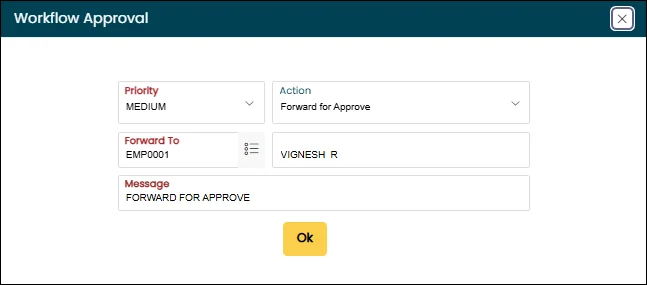 Workflow Approval
Priority
MEDIUM
Action
Forward for Approve
Forward To
EMP0001
VIGNESH R
Message
FORWARD FOR APPROVE
Ok